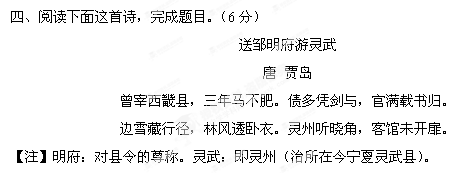 四、阅读下面这首诗，完成题目。（6 分）
送邹明府游灵武
唐  贾岛
曾宰西畿县，三年马不肥。债多凭剑与，官满载书归。
边雪藏行径，林风透卧衣。灵州听晓角，客馆未开扉。
【注】明府：对县令的尊称。灵武：即灵州（治所在今宁夏灵武县）。